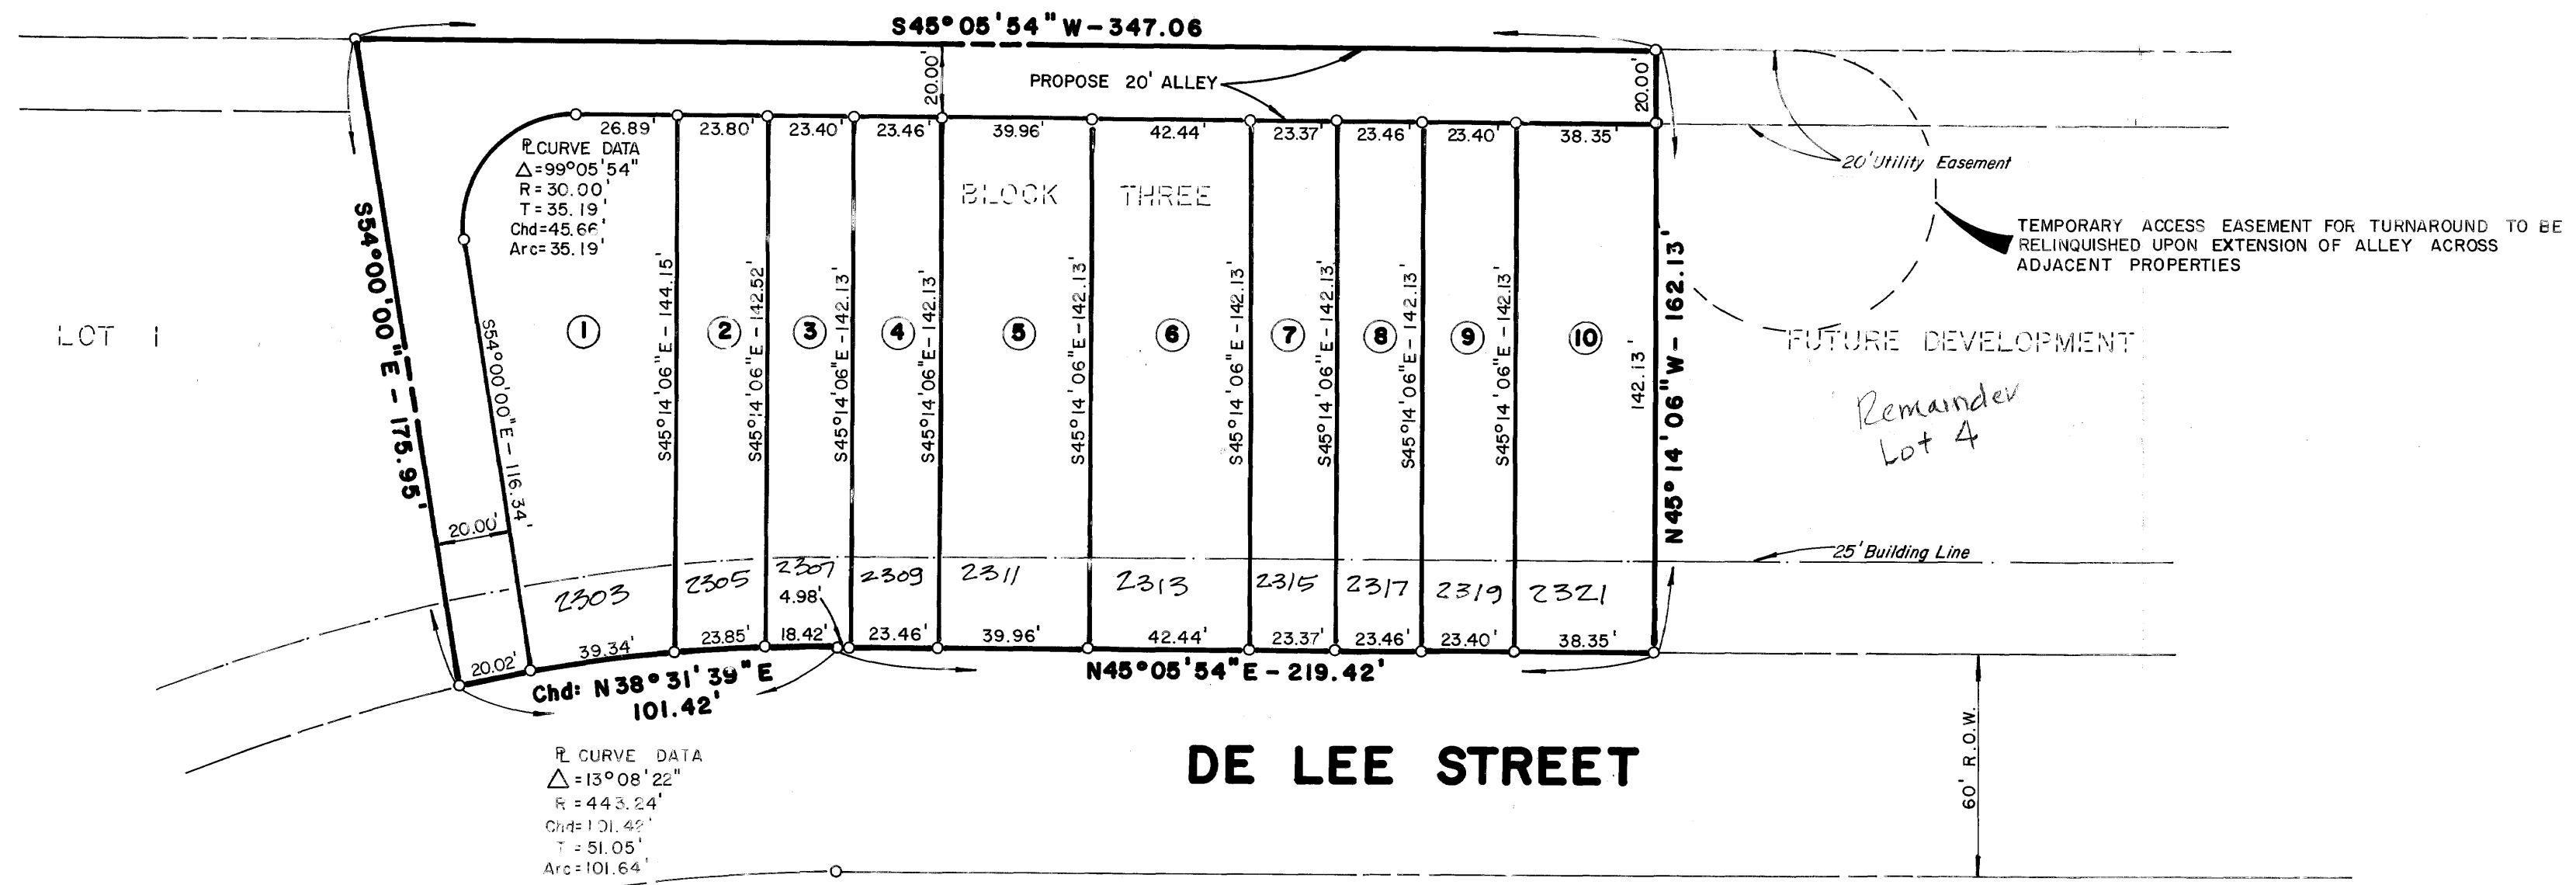 S45°05'54"W-347.06
PROPOSE 20' ALLEY
20.00'
20.00'
26.89'
23.80'
23.40'
23.46'
39.96'
42.44'
23.37'
23.46'
23.40'
38.35'
℄ CURVE DATA
△=99°05'54"
R=30.00'
T=35.19'
Chd=45.66'
Arc=35.19'
BLOCK THREE
20' Utility Easement
TEMPORARY ACCESS EASEMENT FOR TURNAROUND TO BE
RELINQUISHED UPON EXTENSION OF ALLEY ACROSS
ADJACENT PROPERTIES
S54°00'00"E - 175.95'
S54°00'00"E - 116.34'
S45°14'06"E - 144.15'
S45°14'06"E - 142.52'
S45°14'06"E - 142.13'
S45°14'06"E - 142.13'
S45°14'06"E - 142.13'
S45°14'06"E - 142.13'
S45°14'06"E - 142.13'
S45°14'06"E - 142.13'
S45°14'06"E - 142.13'
142.13'
N45°14'06"W - 162.13'
LOT 1
1
2
3
4
5
6
7
8
9
10
FUTURE DEVELOPMENT
Remainder
Lot 4
20.00'
25' Building Line
2303
2305
2307
2309
2311
2313
2315
2317
2319
2321
4.98'
20.02'
39.34'
23.85'
18.42'
23.46'
39.96'
42.44'
23.37'
23.46'
23.40'
38.35'
Chd: N38°31'39"E
101.42'
N45°05'54"E - 219.42'
℄ CURVE DATA
△=13°08'22"
R=443.24'
Chd=101.42'
T=51.05'
Arc=101.64'
DE LEE STREET
60' R.O.W.